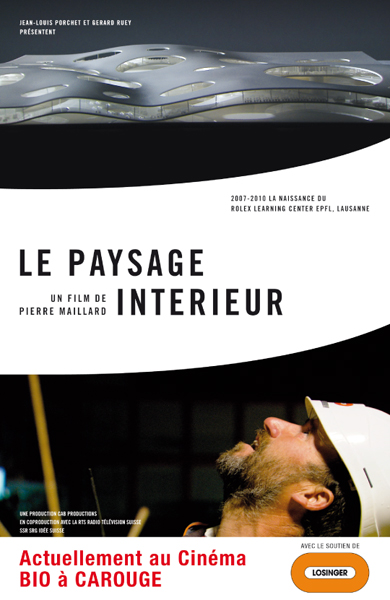 JEAN-LOUIS PORCHET ET GERARD RUEY
PRÉSENTENT
2007-2010 LA NAISSANCE DU
ROLEX LEARNING CENTER EPFL, LAUSANNE
LE PAYSAGE
UN FILM DE
PIERRE MAILLARD
INTERIEUR
UNE PRODUCTION CAB PRODUCTIONS
EN COPRODUCTION AVEC LA RTS RADIO TÉLÉVISION SUISSE
SSR SRG IDÉE SUISSE
Actuellement au Cinéma
BIO à CAROUGE
AVEC LE SOUTIEN DE
LOSINGER